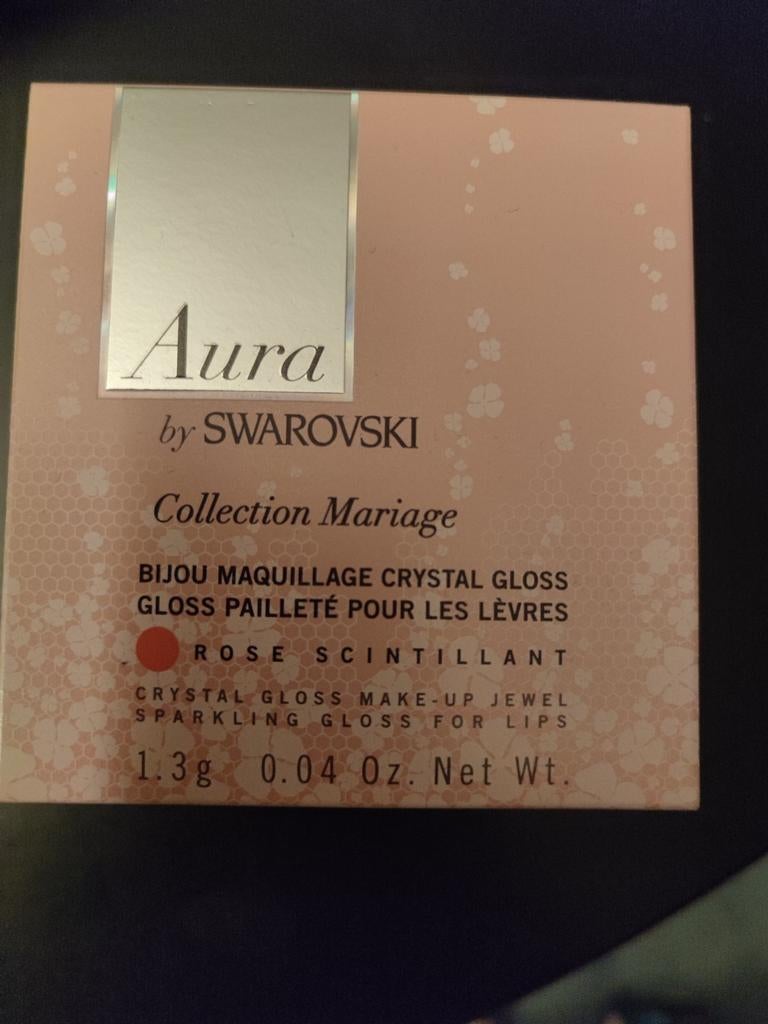 Aura
by SWAROVSKI
Collection Mariage
BIJOU MAQUILLAGE CRYSTAL GLOSS
GLOSS PAILLETÉ POUR LES LÈVRES
ROSE SCINTILLANT
CRYSTAL GLOSS MAKE-UP JEWEL
SPARKLING GLOSS FOR LIPS
1.3g 0.04 Oz. Net Wt.